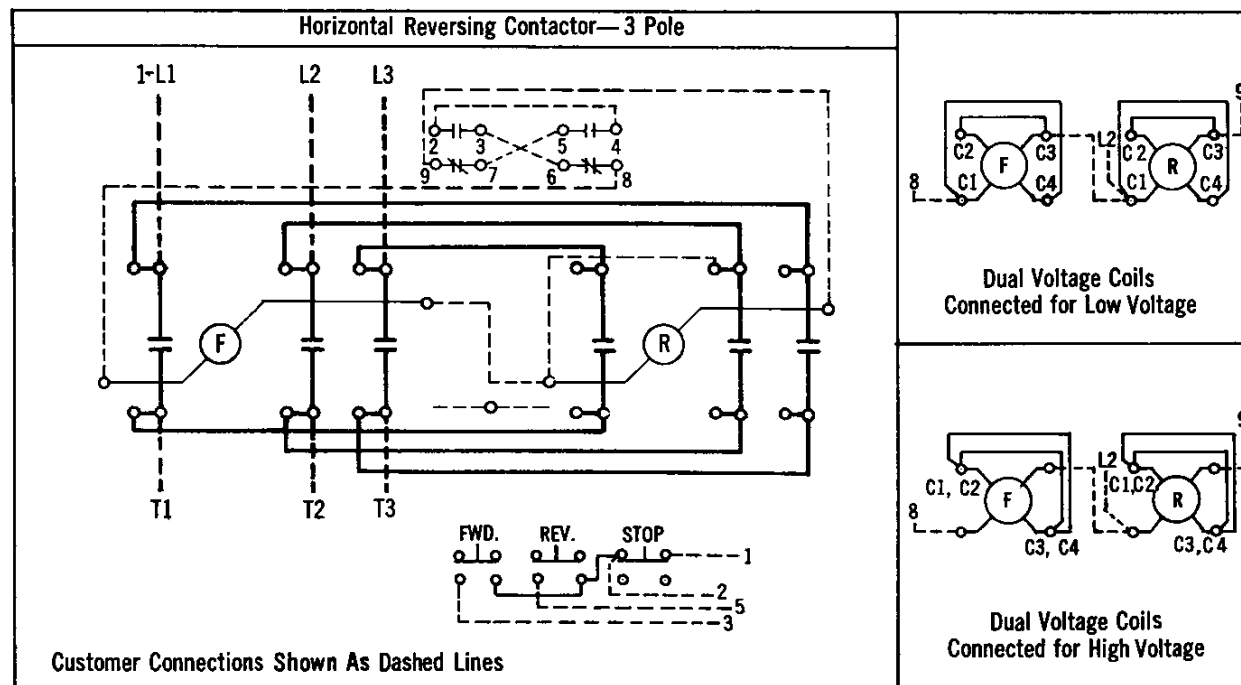 Horizontal Reversing Contactor—3 Pole
1-L1 L2 L3
2 3 5 4
9 7 6 8
F R
T1 T2 T3
FWD. REV. STOP
1
2
5
3
Customer Connections Shown As Dashed Lines
9
C2 C3 L2 C2 C3
F R
8 C1 C4 C1 C4
Dual Voltage Coils
Connected for Low Voltage
9
L2
C1, C2 C1,C2
F R
8
C3, C4 C3,C4
Dual Voltage Coils
Connected for High Voltage